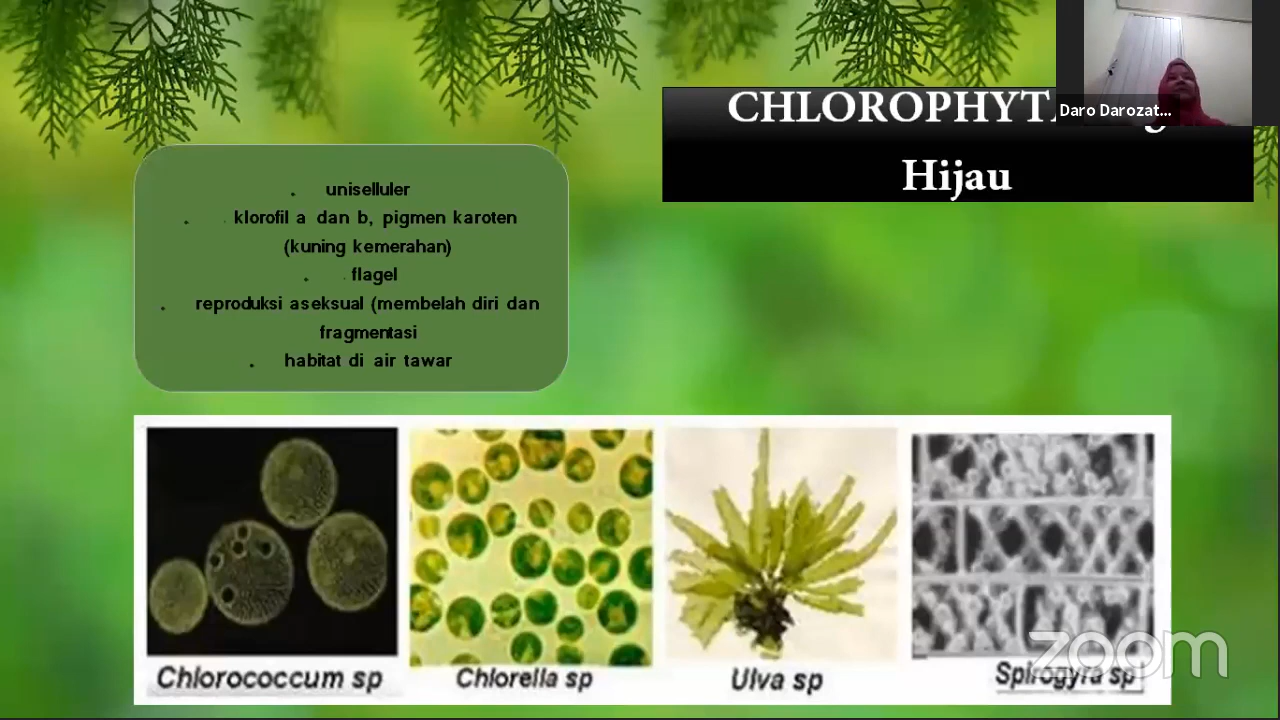 CHLOROPHYTA
Hijau
Daro Darozat...
• uniselluler
• klorofil a dan b, pigmen karoten
(kuning kemerahan)
• flagel
• reproduksi aseksual (membelah diri dan
fragmentasi
• habitat di air tawar
Chlorococcum sp
Chlorella sp
Ulva sp
Spirogyra sp
zoom